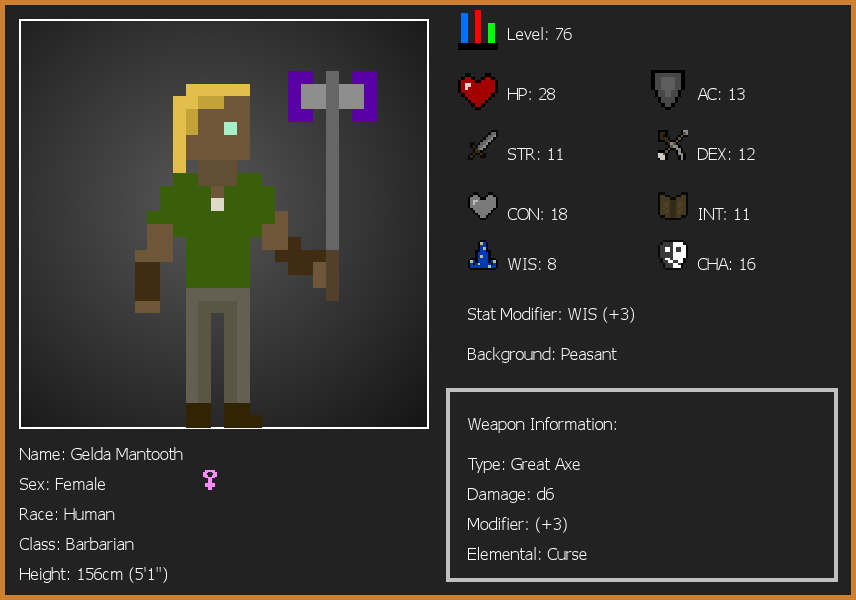 Level: 76
HP: 28
AC: 13
STR: 11
DEX: 12
CON: 18
INT: 11
WIS: 8
CHA: 16
Stat Modifier: WIS (+3)
Background: Peasant
Weapon Information:
Type: Great Axe
Damage: d6
Modifier: (+3)
Elemental: Curse
Name: Gelda Mantooth
Sex: Female
Race: Human
Class: Barbarian
Height: 156cm (5'1")